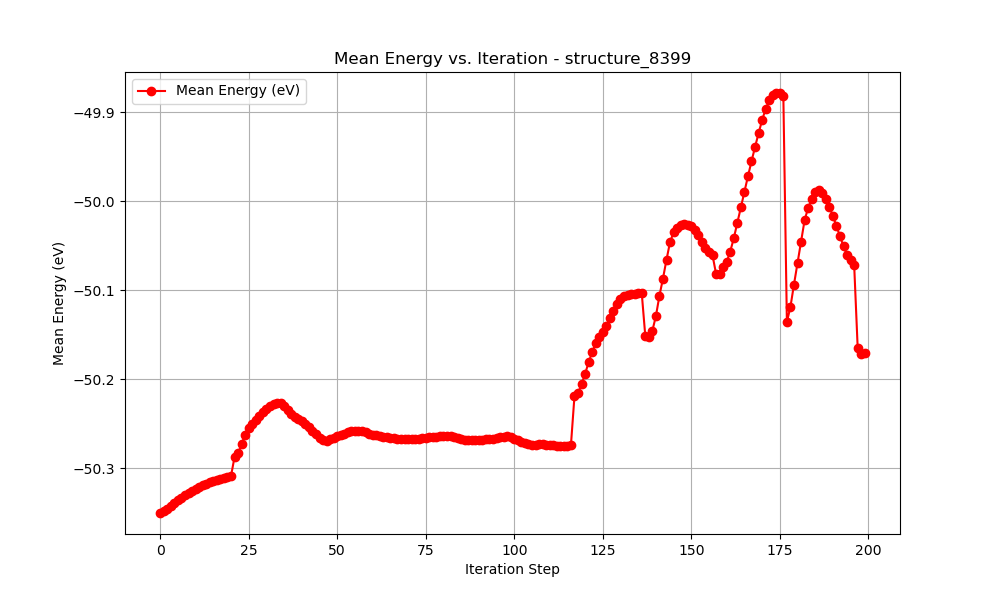 Mean Energy vs. Iteration - structure_8399
Mean Energy (eV)
−49.9
−50.0
−50.1
−50.2
−50.3
Mean Energy (eV)
0 25 50 75 100 125 150 175 200
Iteration Step